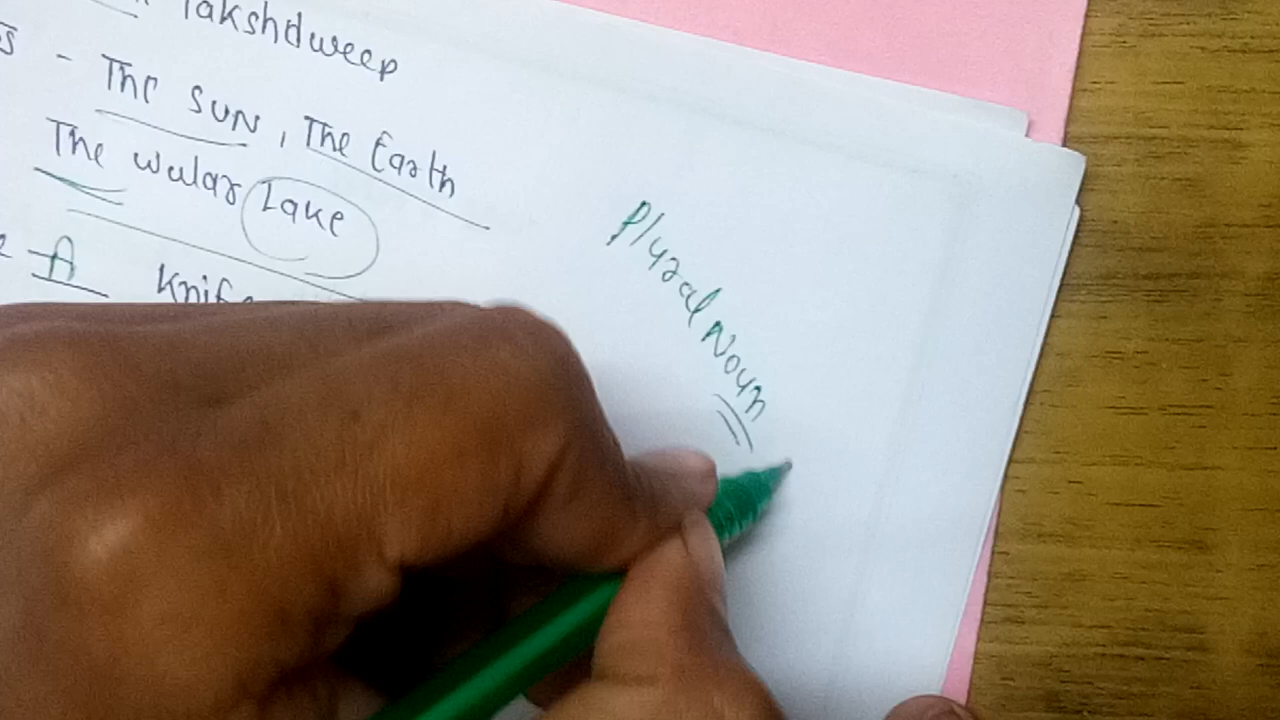 Lakshdweep
- The Sun, The Earth
The Wular Lake
A Knife
Plural Noun